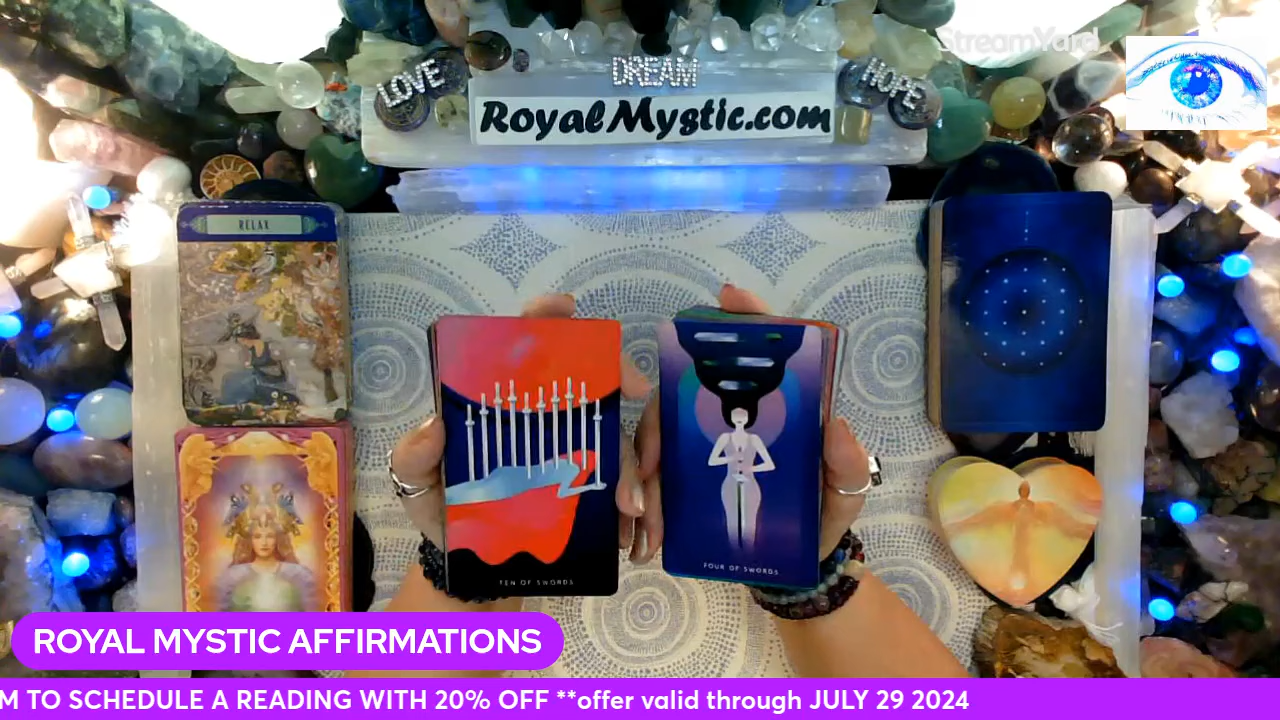 StreamYard
LOVE
DREAM
HOPE
RoyalMystic.com
RELAX
TEN OF SWORDS
FOUR OF SWORDS
ROYAL MYSTIC AFFIRMATIONS
M TO SCHEDULE A READING WITH 20% OFF **offer valid through JULY 29 2024